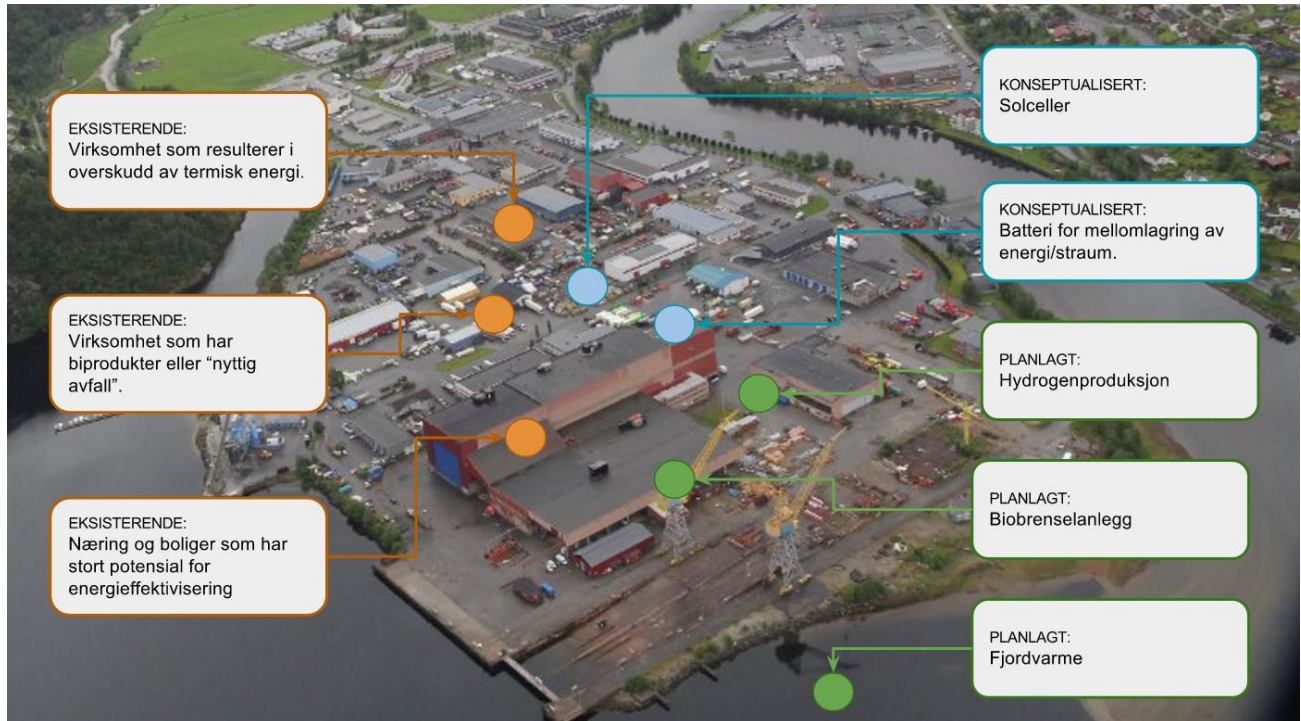 EKSISTERENDE:
Virksomhet som resulterer i
overskudd av termisk energi.
EKSISTERENDE:
Virksomhet som har
biprodukter eller “nyttig
avfall”.
EKSISTERENDE:
Næring og boliger som har
stort potensial for
energieffektivisering
KONSEPTUALISERT:
Solceller
KONSEPTUALISERT:
Batteri for mellomlagring av
energi/straum.
PLANLAGT:
Hydrogenproduksjon
PLANLAGT:
Biobrenselanlegg
PLANLAGT:
Fjordvarme